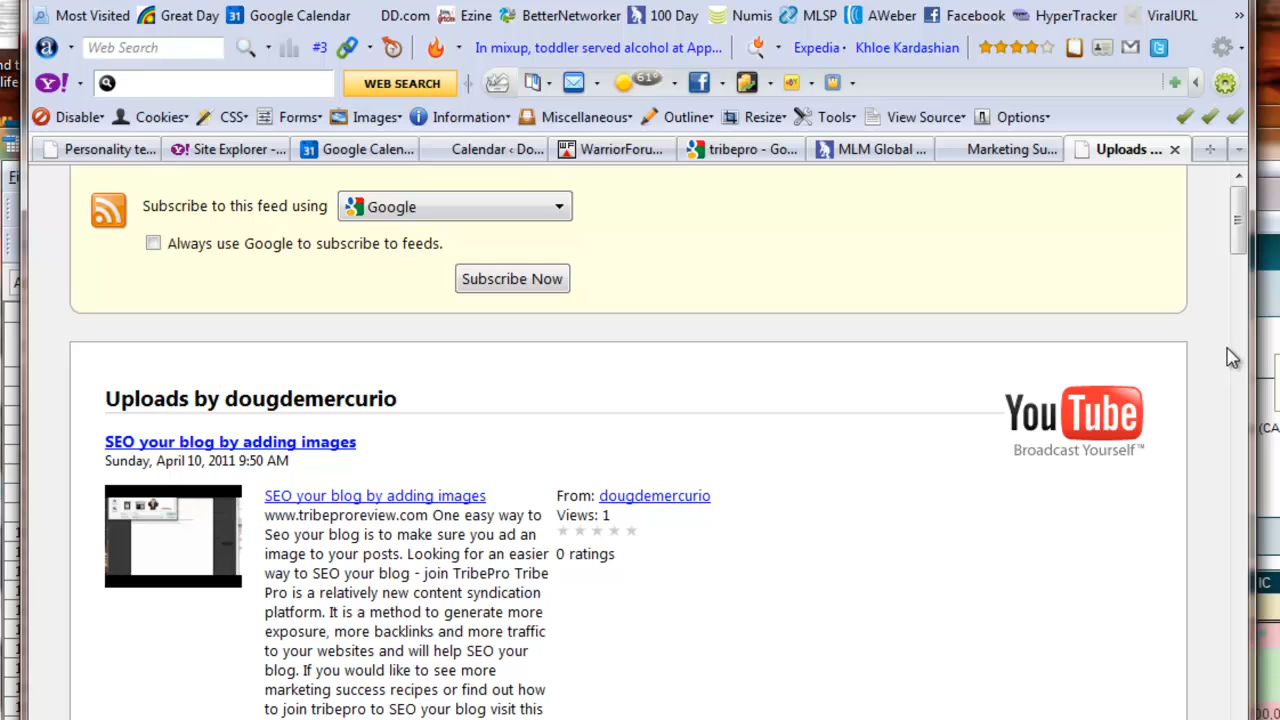 Most Visited Great Day Google Calendar DD.com Ezine BetterNetworker 100 Day Numis MLSP AWeber Facebook HyperTracker ViralURL »
Web Search #3 In mixup, toddler served alcohol at App... Expedia Khloe Kardashian
Y! WEB SEARCH 61°
Disable Cookies CSS Forms Images Information Miscellaneous Outline Resize Tools View Source Options
Personality te... Site Explorer -... Google Calen... Calendar ‹ Do... WarriorForu... tribepro - Go... MLM Global ... Marketing Su... Uploads ...
Subscribe to this feed using Google
Always use Google to subscribe to feeds.
Subscribe Now
Uploads by dougdemercurio
YouTube
Broadcast Yourself™
SEO your blog by adding images
Sunday, April 10, 2011 9:50 AM
SEO your blog by adding images
www.tribeproreview.com One easy way to
Seo your blog is to make sure you ad an
image to your posts. Looking for an easier
way to SEO your blog - join TribePro Tribe
Pro is a relatively new content syndication
platform. It is a method to generate more
exposure, more backlinks and more traffic
to your websites and will help SEO your
blog. If you would like to see more
marketing success recipes or find out how
to join tribepro to SEO your blog visit this
From: dougdemercurio
Views: 1
0 ratings